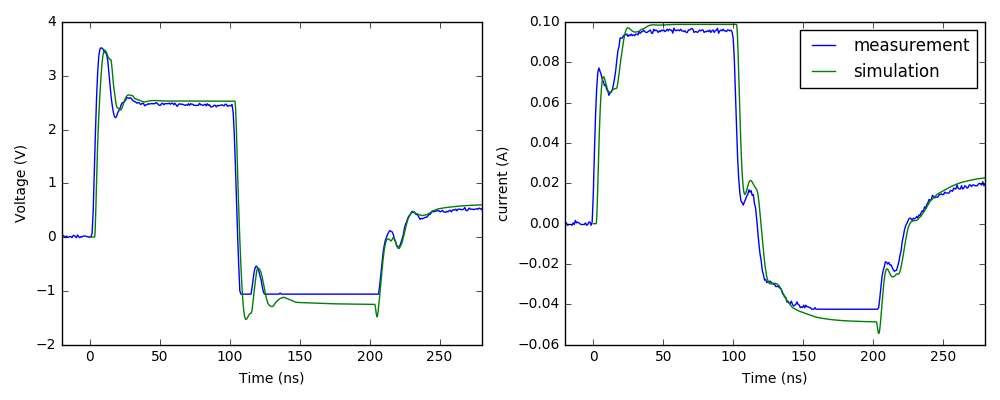 4
3
2
1
0
−1
−2
Voltage (V)
0 50 100 150 200 250
Time (ns)
0.10
0.08
0.06
0.04
0.02
0.00
−0.02
−0.04
−0.06
current (A)
measurement
simulation
0 50 100 150 200 250
Time (ns)